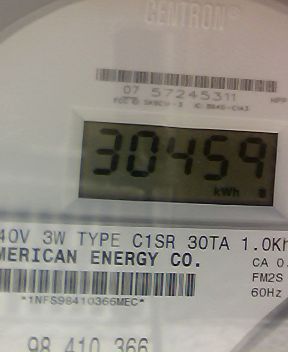 CENTRON®
07 57245311
30459
kWh
40V 3W TYPE C1SR 30TA 1.0Kh
MERICAN ENERGY CO.
CA 0.
FM2S
60Hz
*1NFS98410366MEC*
98 410 366